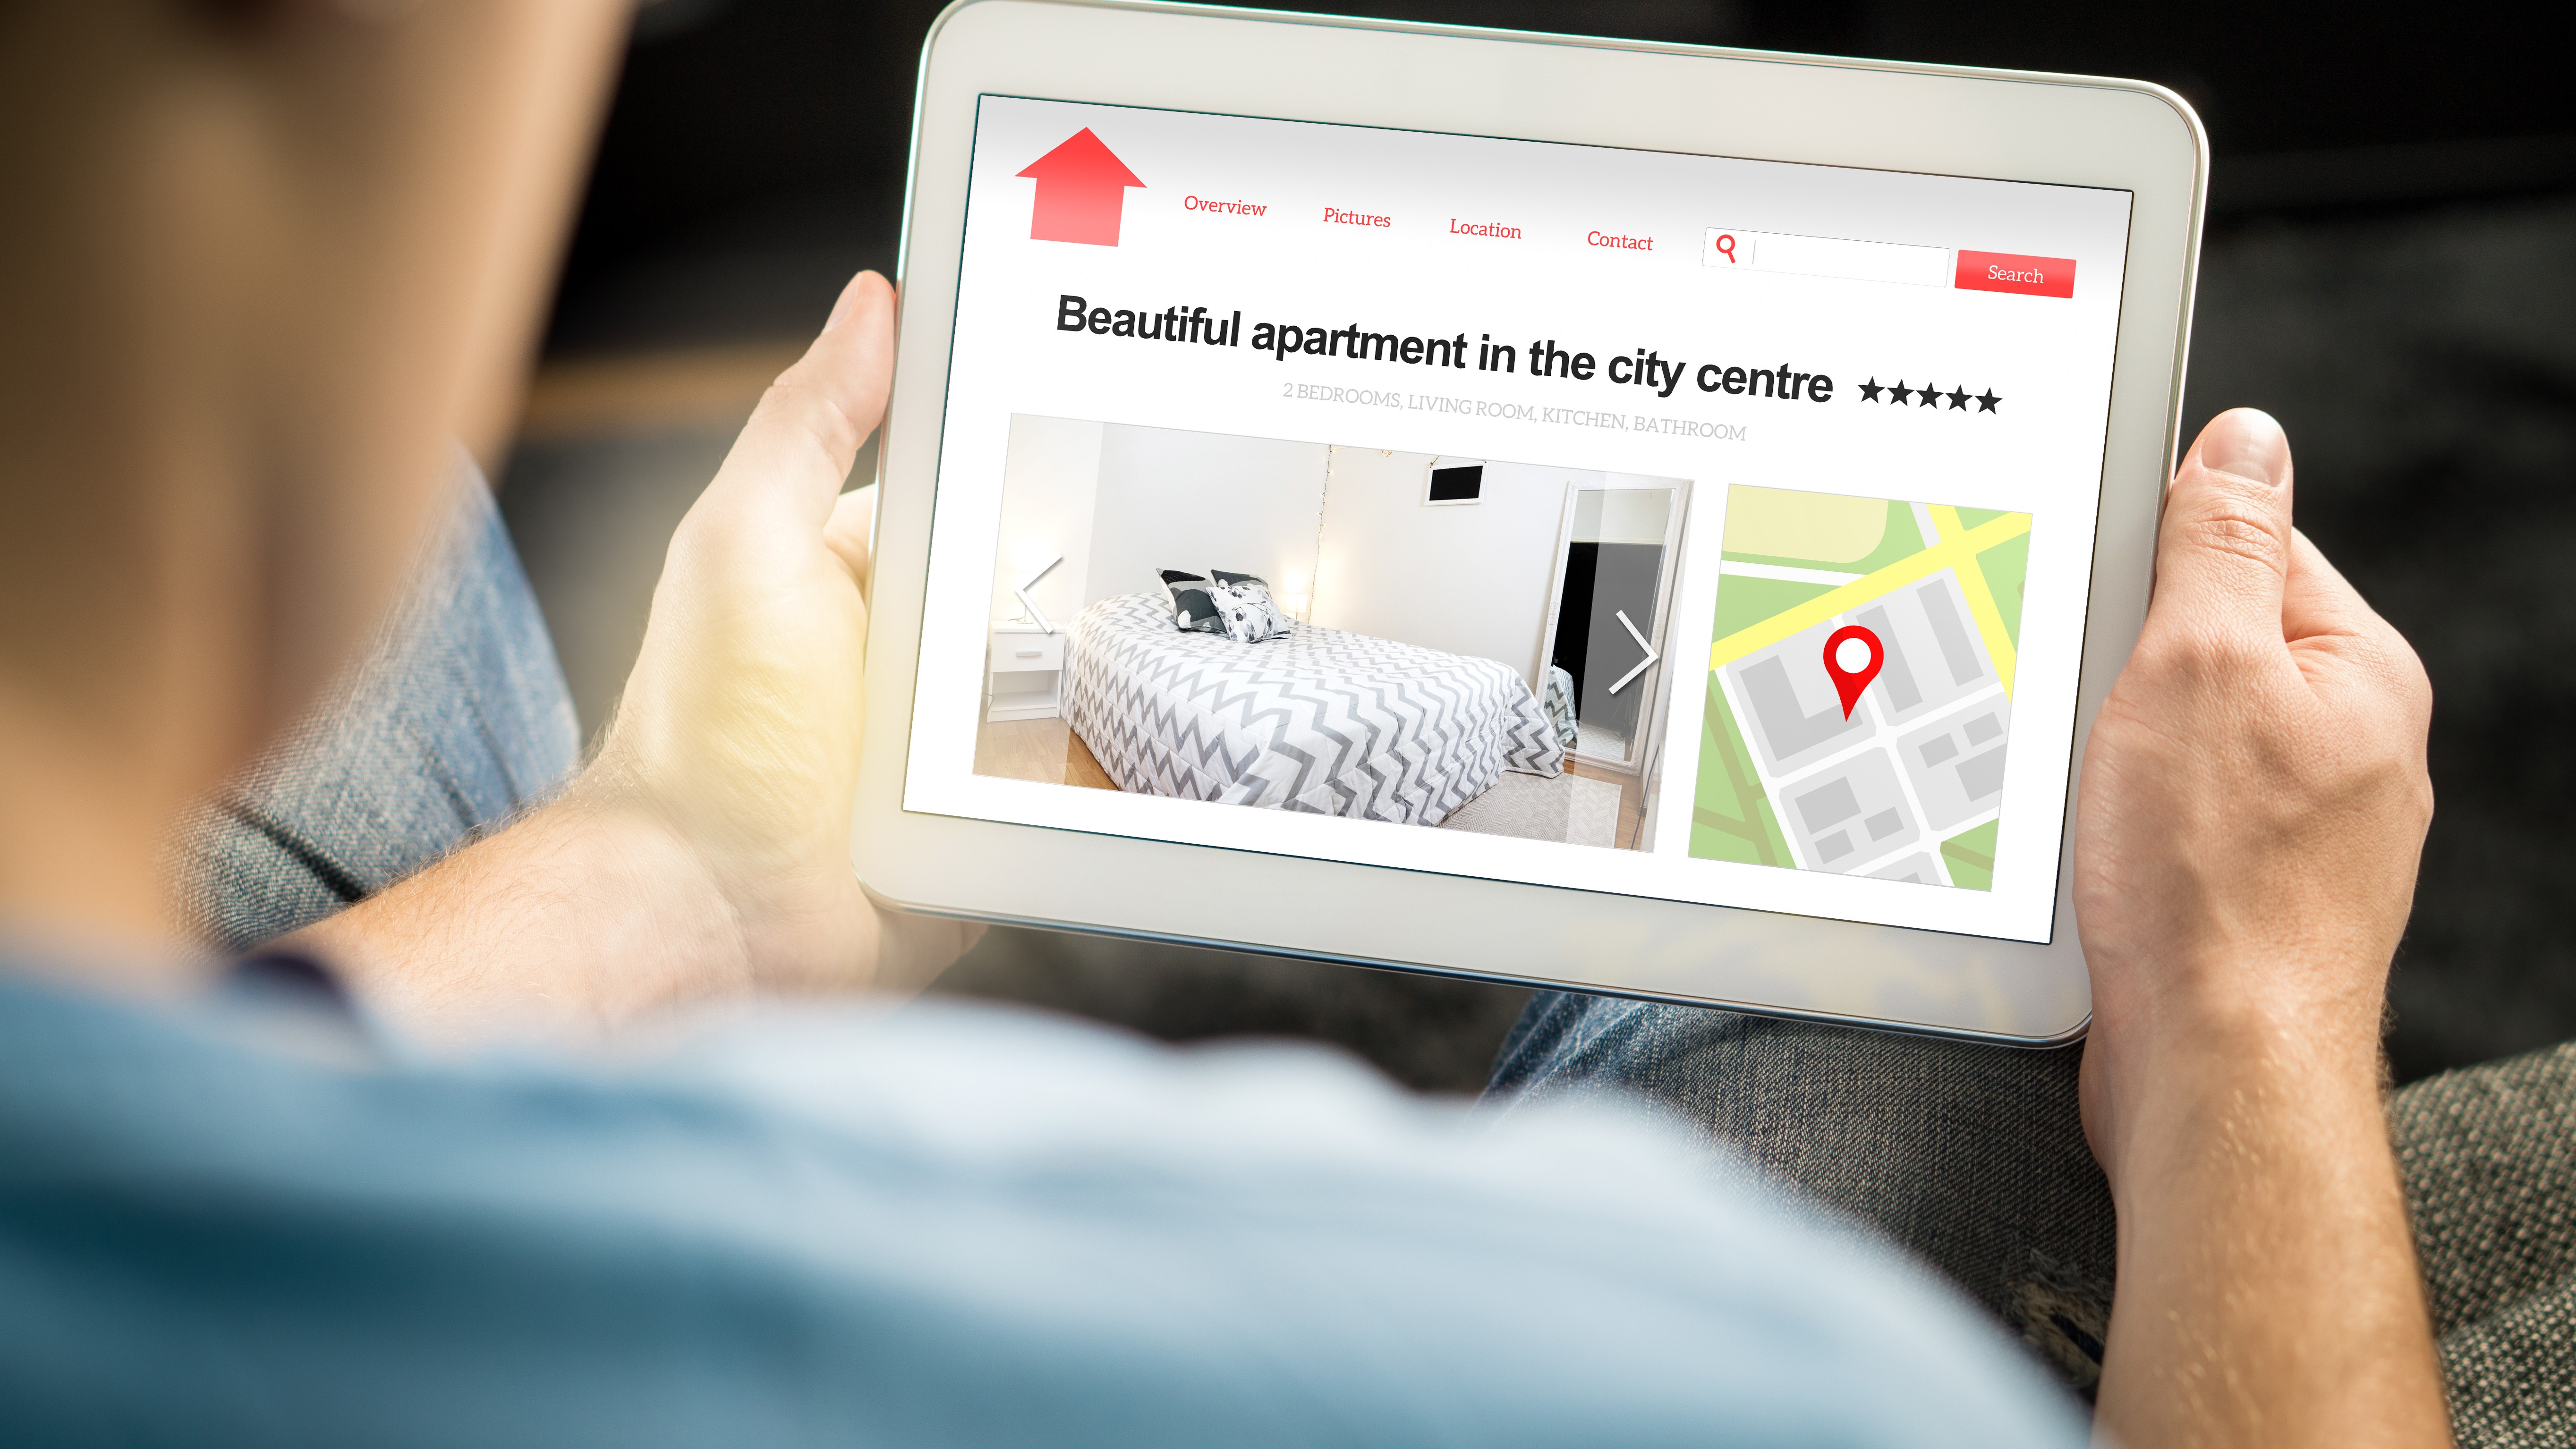 Overview Pictures Location Contact Search
Beautiful apartment in the city centre ★★★★★
2 BEDROOMS, LIVING ROOM, KITCHEN, BATHROOM